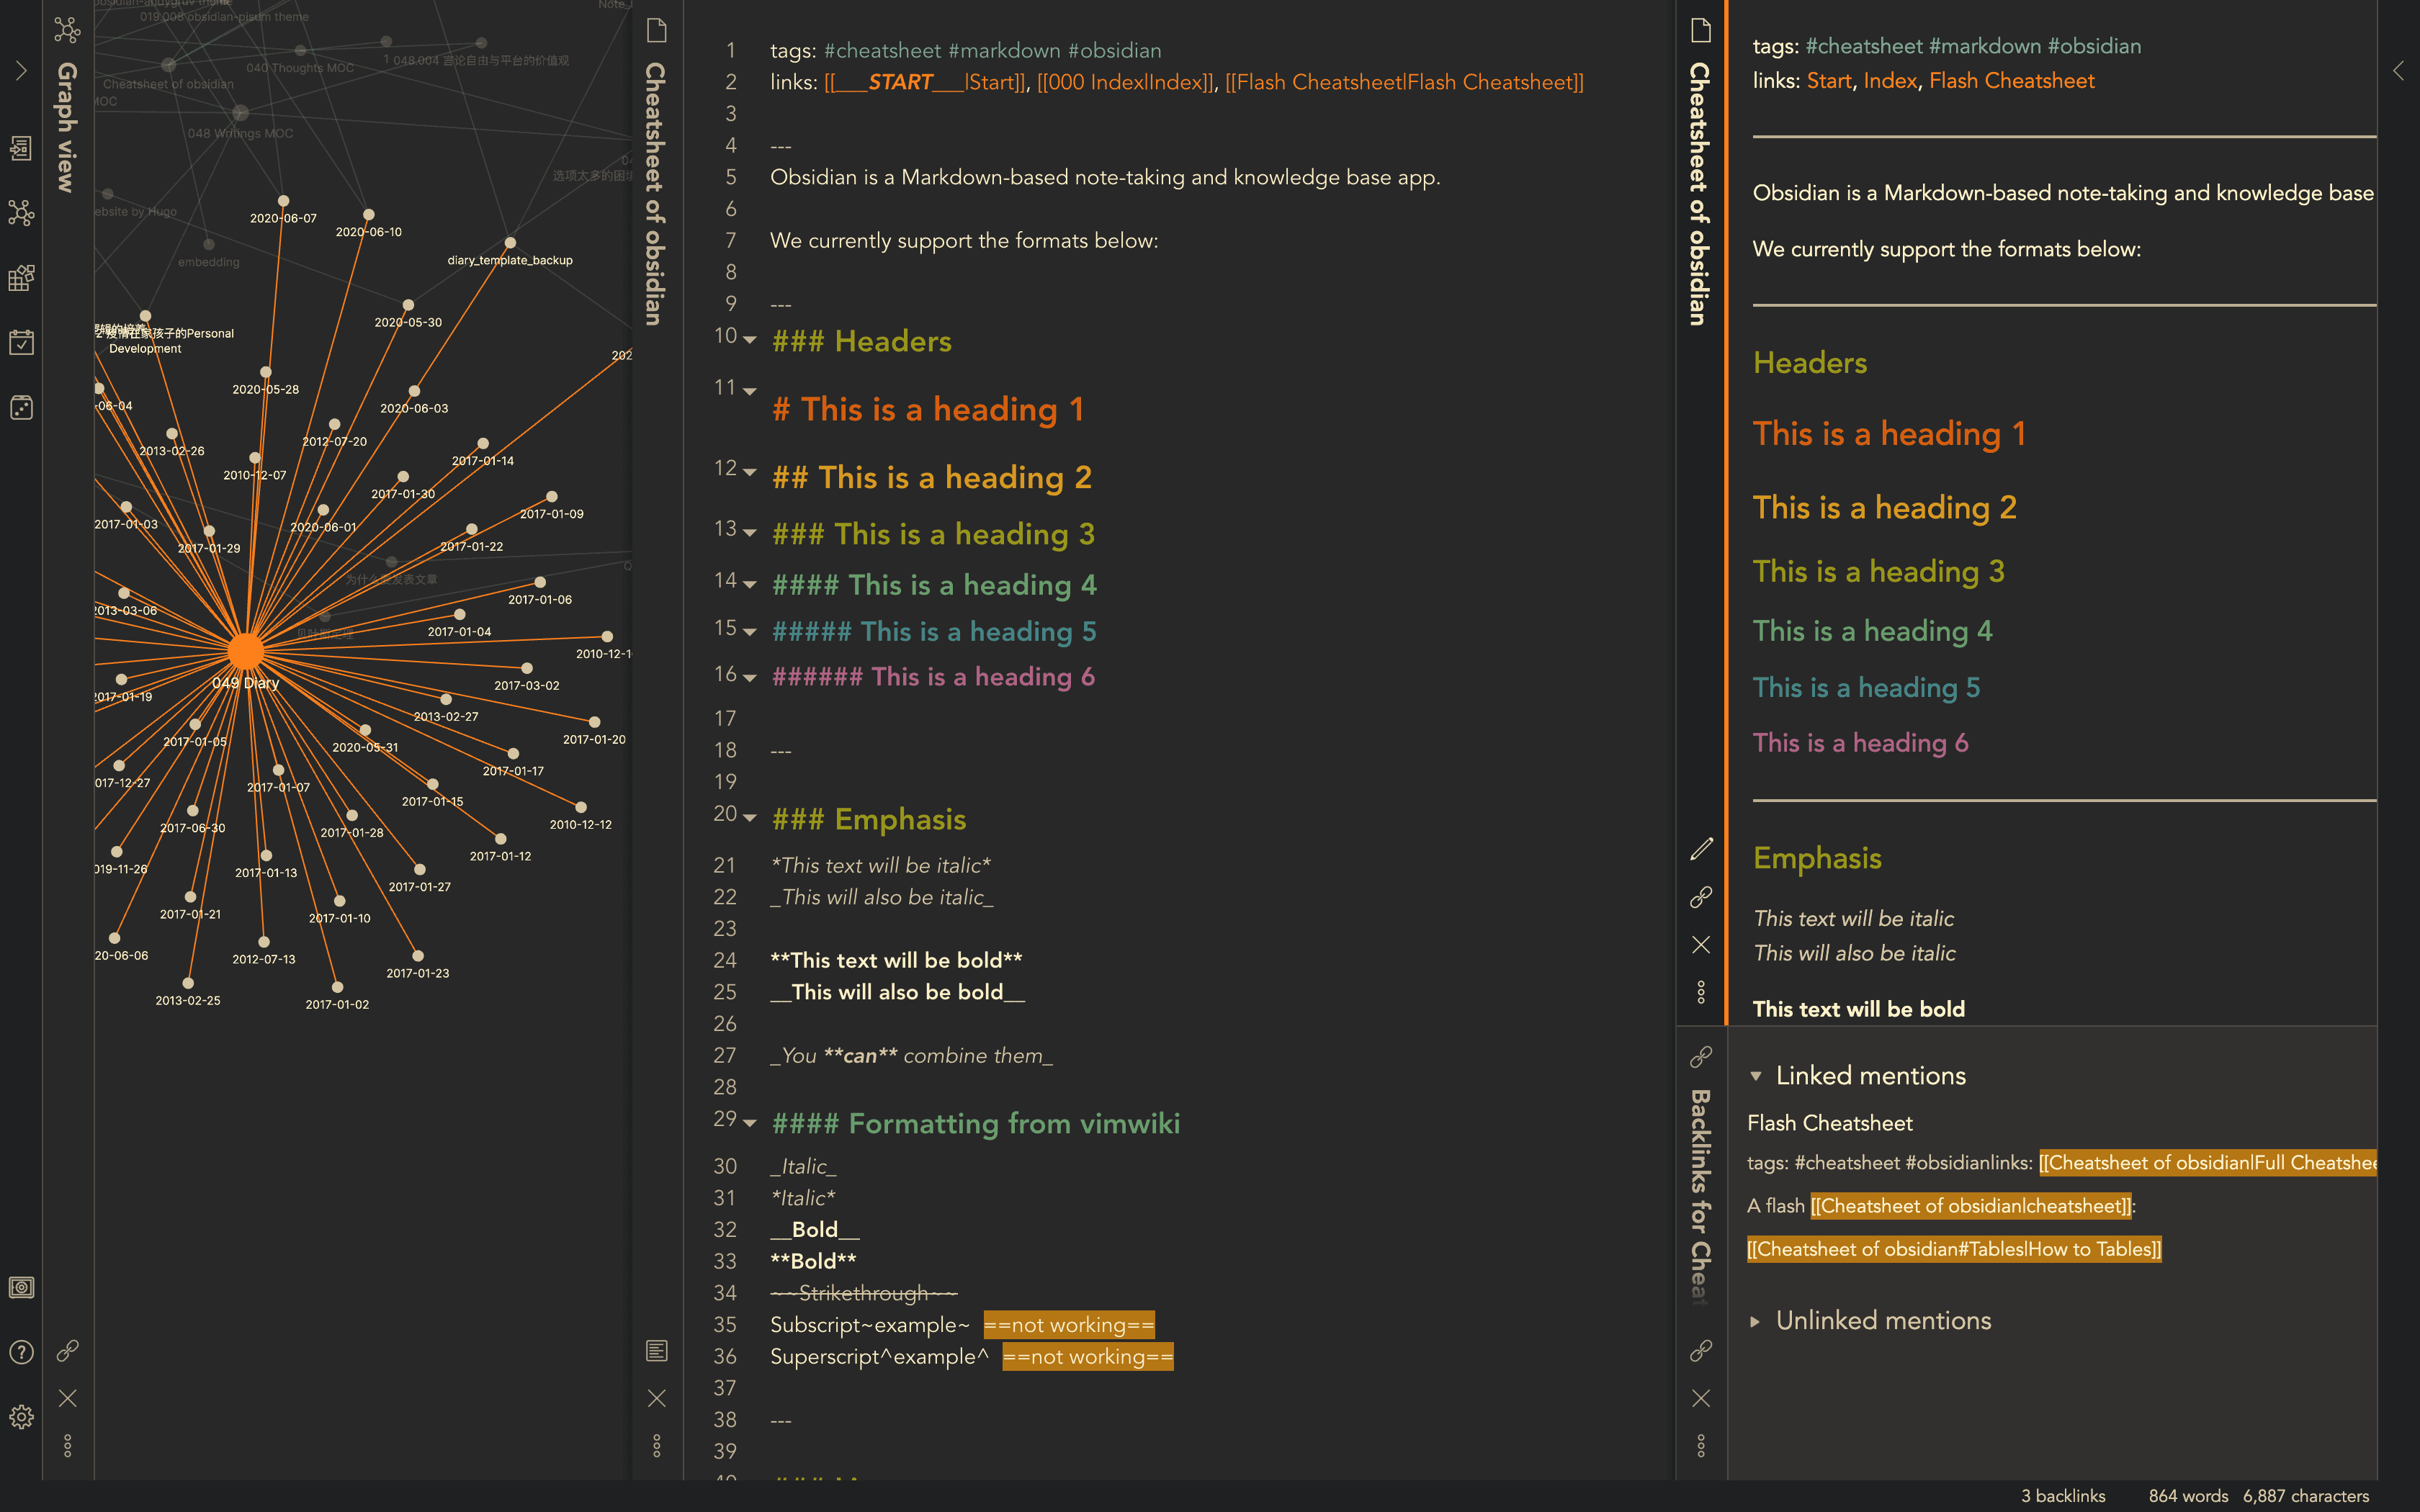 Graph view
019.008 obsidian-pisum theme
040 Thoughts MOC
1 048.004 言论自由与平台的价值观
Cheatsheet of obsidian
MOC
048 Writings MOC
选项太多的困
ebsite by Hugo
2020-06-07
2020-06-10
embedding
diary_template_backup
2020-05-30
疫情在家孩子的Personal
Development
202
2020-05-28
-06-04
2020-06-03
2012-07-20
2013-02-26
2017-01-14
2010-12-07
2017-01-30
2017-01-09
2017-01-03
2020-06-01
2017-01-29
2017-01-22
2017-01-06
2013-03-06
2017-01-04
2010-12-1
049 Diary
2017-03-02
2017-01-19
2013-02-27
2017-01-05
2020-05-31
2017-01-20
2017-01-17
017-12-27
2017-01-07
2017-01-15
2017-06-30
2017-01-28
2010-12-12
2017-01-12
019-11-26
2017-01-13
2017-01-27
2017-01-21
2017-01-10
20-06-06
2012-07-13
2017-01-23
2013-02-25
2017-01-02
Cheatsheet of obsidian
1 tags: #cheatsheet #markdown #obsidian
2 links: [[___START___|Start]], [[000 Index|Index]], [[Flash Cheatsheet|Flash Cheatsheet]]
3
4 ---
5 Obsidian is a Markdown-based note-taking and knowledge base app.
6
7 We currently support the formats below:
8
9 ---
10 ### Headers
11 # This is a heading 1
12 ## This is a heading 2
13 ### This is a heading 3
14 #### This is a heading 4
15 ##### This is a heading 5
16 ###### This is a heading 6
17
18 ---
19
20 ### Emphasis
21 *This text will be italic*
22 _This will also be italic_
23
24 **This text will be bold**
25 __This will also be bold__
26
27 _You **can** combine them_
28
29 #### Formatting from vimwiki
30 _Italic_
31 *Italic*
32 __Bold__
33 **Bold**
34 ~~Strikethrough~~
35 Subscript~example~ ==not working==
36 Superscript^example^ ==not working==
37
38 ---
39
Cheatsheet of obsidian
tags: #cheatsheet #markdown #obsidian
links: Start, Index, Flash Cheatsheet
Obsidian is a Markdown-based note-taking and knowledge base
We currently support the formats below:
Headers
This is a heading 1
This is a heading 2
This is a heading 3
This is a heading 4
This is a heading 5
This is a heading 6
Emphasis
This text will be italic
This will also be italic
This text will be bold
Backlinks for Cheat
Linked mentions
Flash Cheatsheet
tags: #cheatsheet #obsidianlinks: [[Cheatsheet of obsidian|Full Cheatshee
A flash [[Cheatsheet of obsidian|cheatsheet]]:
[[Cheatsheet of obsidian#Tables|How to Tables]]
Unlinked mentions
3 backlinks 864 words 6,887 characters